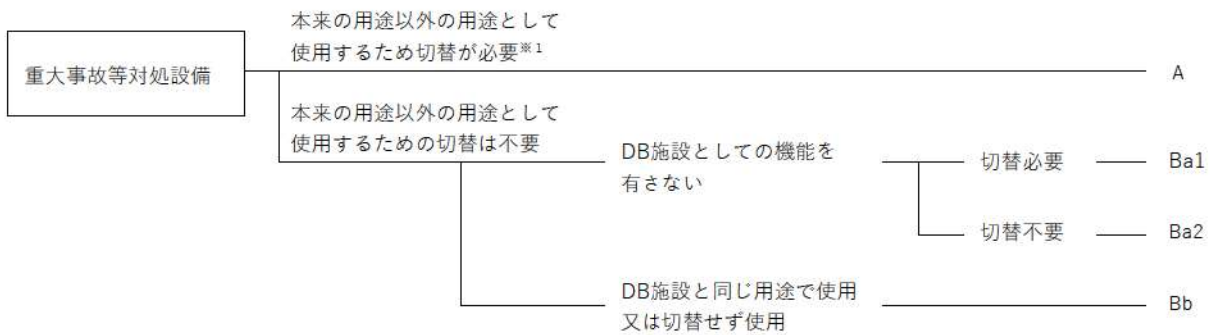 本来の用途以外の用途として
使用するため切替が必要※1
重大事故等対処設備
A
本来の用途以外の用途として
使用するための切替は不要
DB施設としての機能を
有さない
切替必要
Ba1
切替不要
Ba2
DB施設と同じ用途で使用
又は切替せず使用
Bb